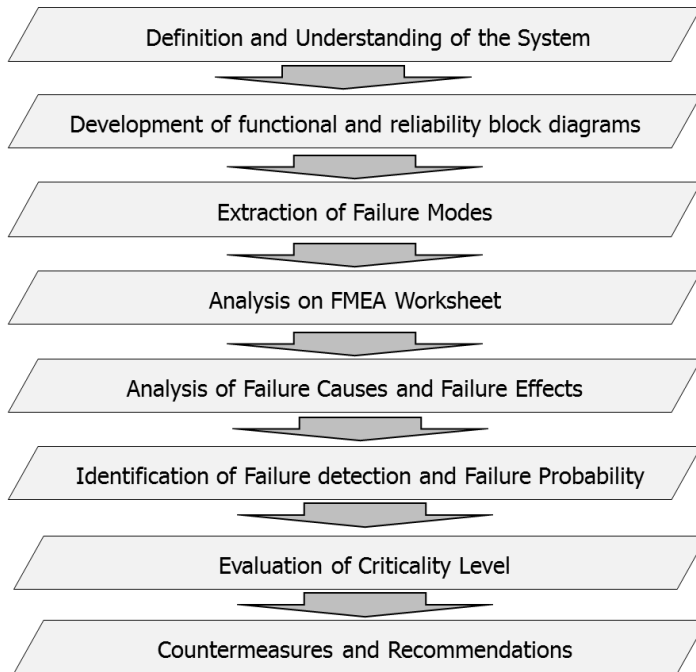 Definition and Understanding of the System
Development of functional and reliability block diagrams
Extraction of Failure Modes
Analysis on FMEA Worksheet
Analysis of Failure Causes and Failure Effects
Identification of Failure detection and Failure Probability
Evaluation of Criticality Level
Countermeasures and Recommendations